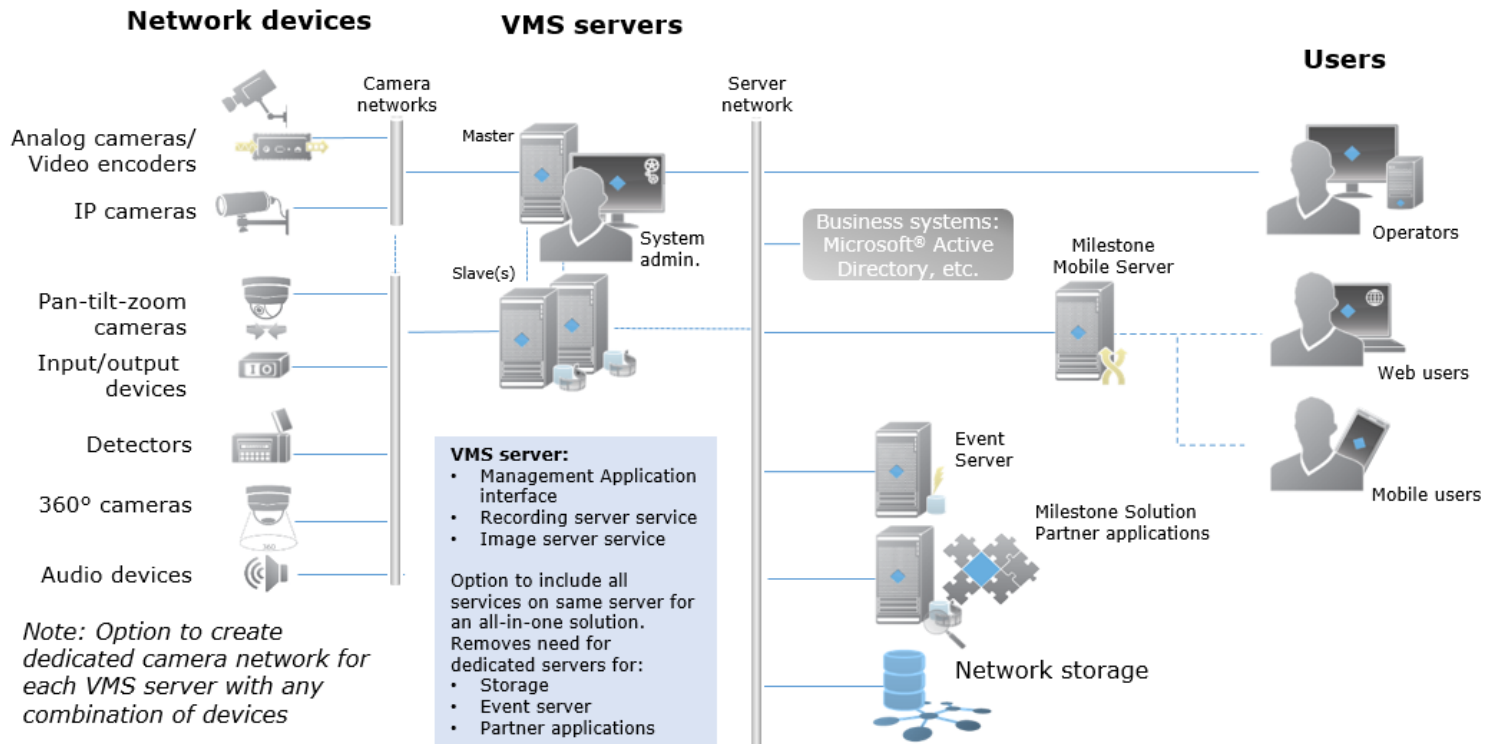 Network devices
VMS servers
Users
Camera
networks
Server
network
Analog cameras/
Video encoders
IP cameras
Pan-tilt-zoom
cameras
Input/output
devices
Detectors
360° cameras
360
Audio devices
Note: Option to create
dedicated camera network for
each VMS server with any
combination of devices
Master
System
admin.
Slave(s)
VMS server:
• Management Application
interface
• Recording server service
• Image server service
Option to include all
services on same server for
an all-in-one solution.
Removes need for
dedicated servers for:
• Storage
• Event server
• Partner applications
Business systems:
Microsoft® Active
Directory, etc.
Milestone
Mobile Server
Event
Server
Milestone Solution
Partner applications
Network storage
Operators
Web users
Mobile users